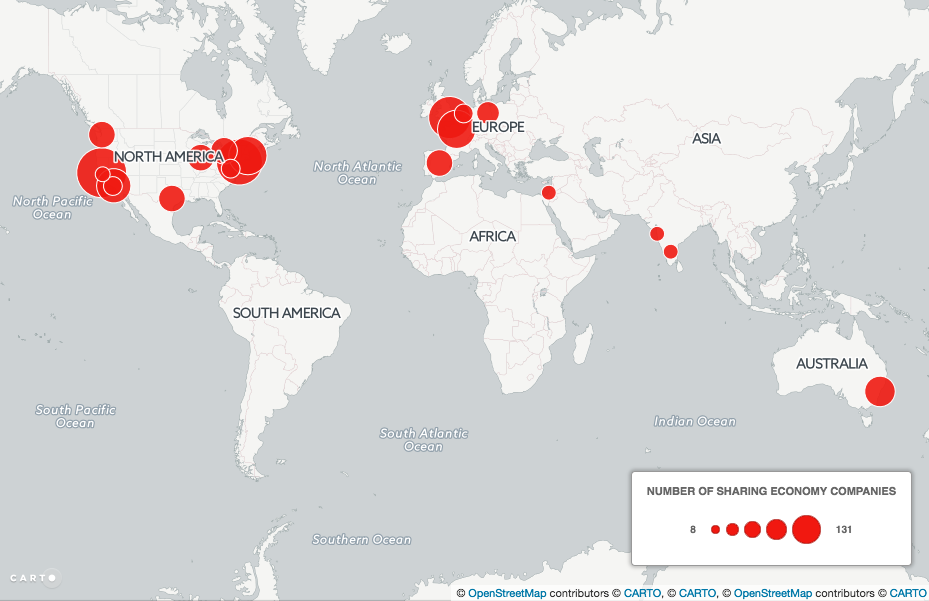 EUROPE
ASIA
NORTH AMERICA
North Atlantic
Ocean
North Pacific
Ocean
AFRICA
SOUTH AMERICA
AUSTRALIA
South Pacific
Ocean
South Atlantic
Ocean
Indian Ocean
NUMBER OF SHARING ECONOMY COMPANIES
8 131
Southern Ocean
CARTO
© OpenStreetMap contributors © CARTO, © CARTO, © OpenStreetMap contributors © CARTO